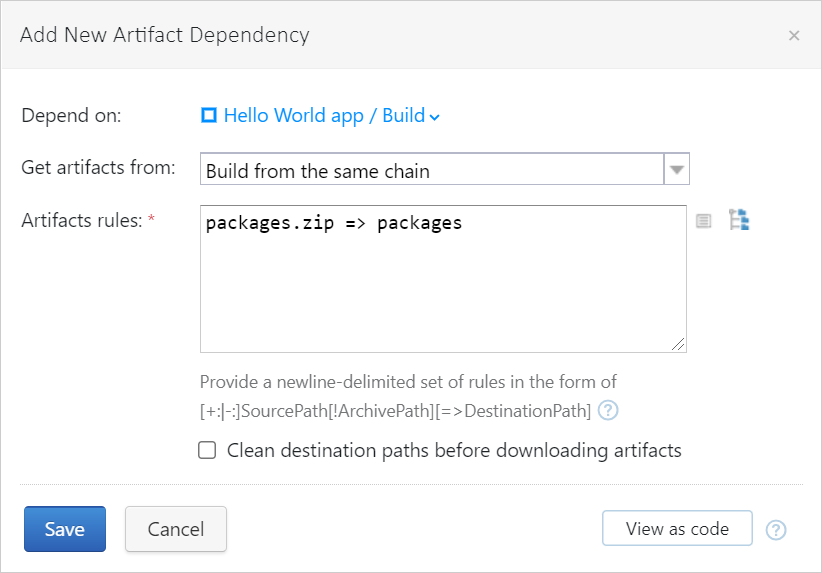 Add New Artifact Dependency
Depend on: Hello World app / Build
Get artifacts from: Build from the same chain
Artifacts rules: * packages.zip => packages
Provide a newline-delimited set of rules in the form of
[+:|-:]SourcePath[!ArchivePath][=>DestinationPath] ?
Clean destination paths before downloading artifacts
Save Cancel View as code ?